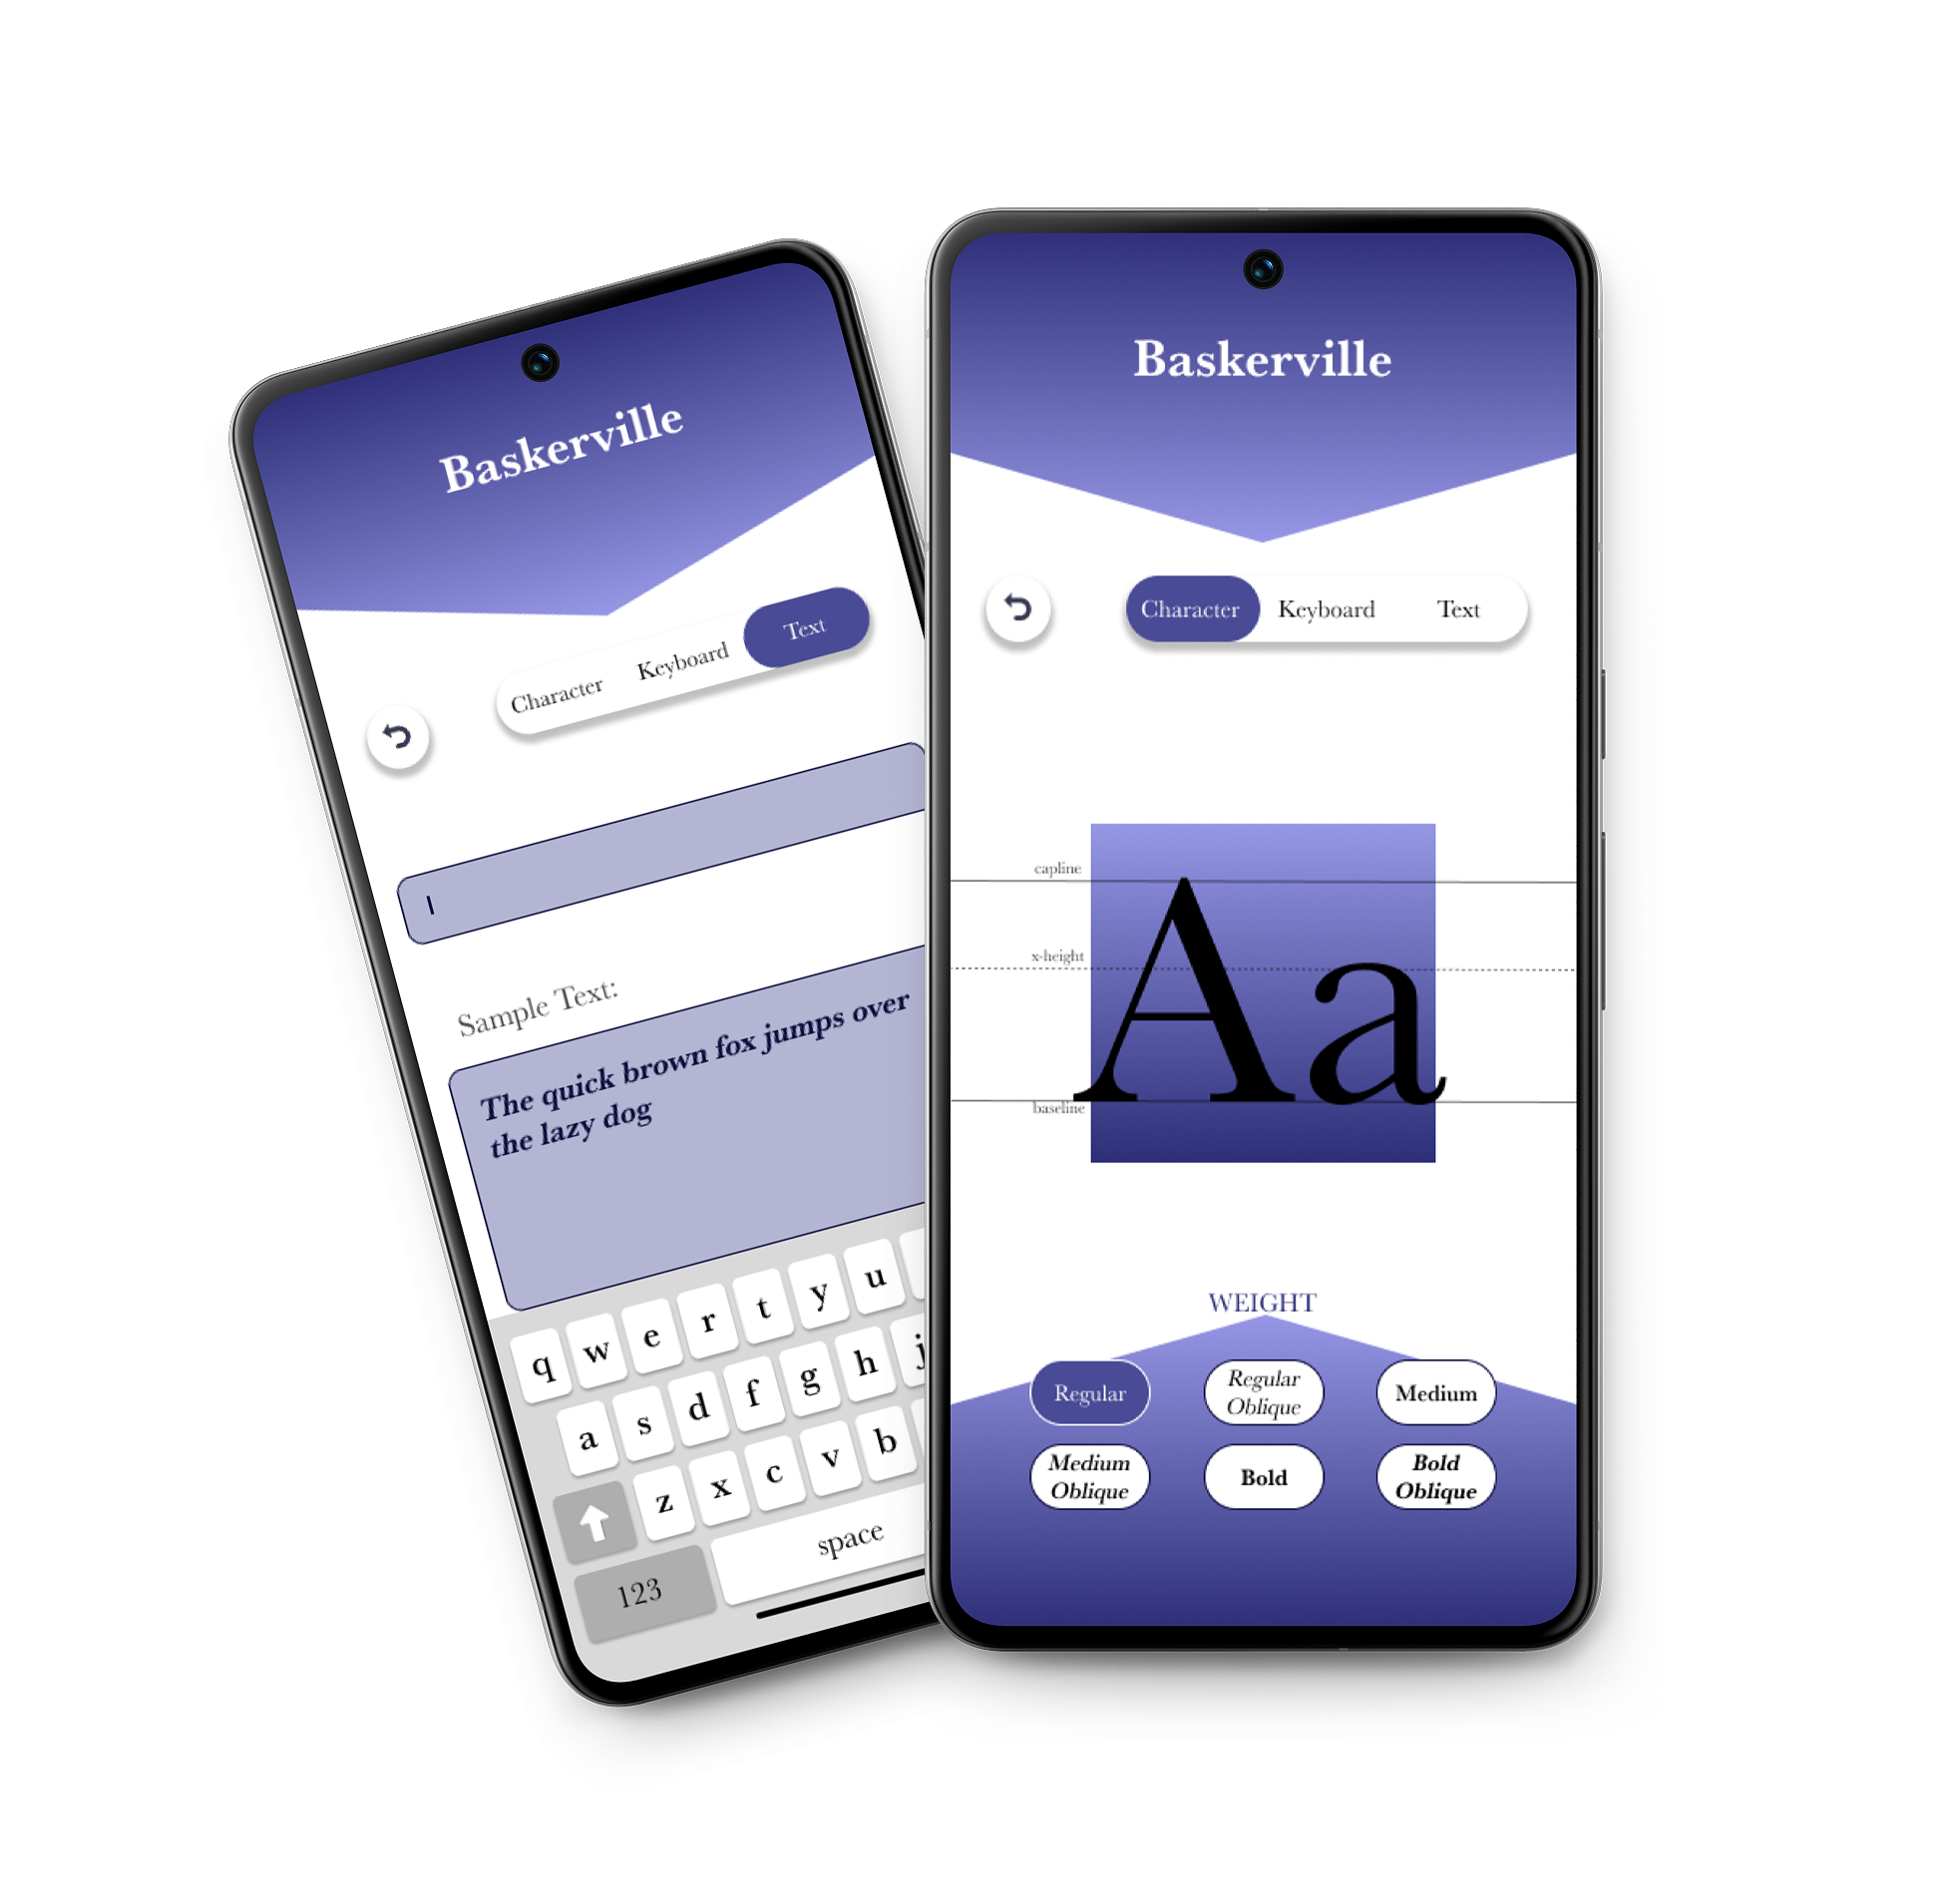 Baskerville
Character Keyboard Text
Sample Text:
The quick brown fox jumps over
the lazy dog
q w e r t y u
a s d f g h j
z x c v b
123 space
Baskerville
Character Keyboard Text
capline
x-height
Aa
baseline
WEIGHT
Regular
Regular
Oblique
Medium
Medium
Oblique
Bold
Bold
Oblique